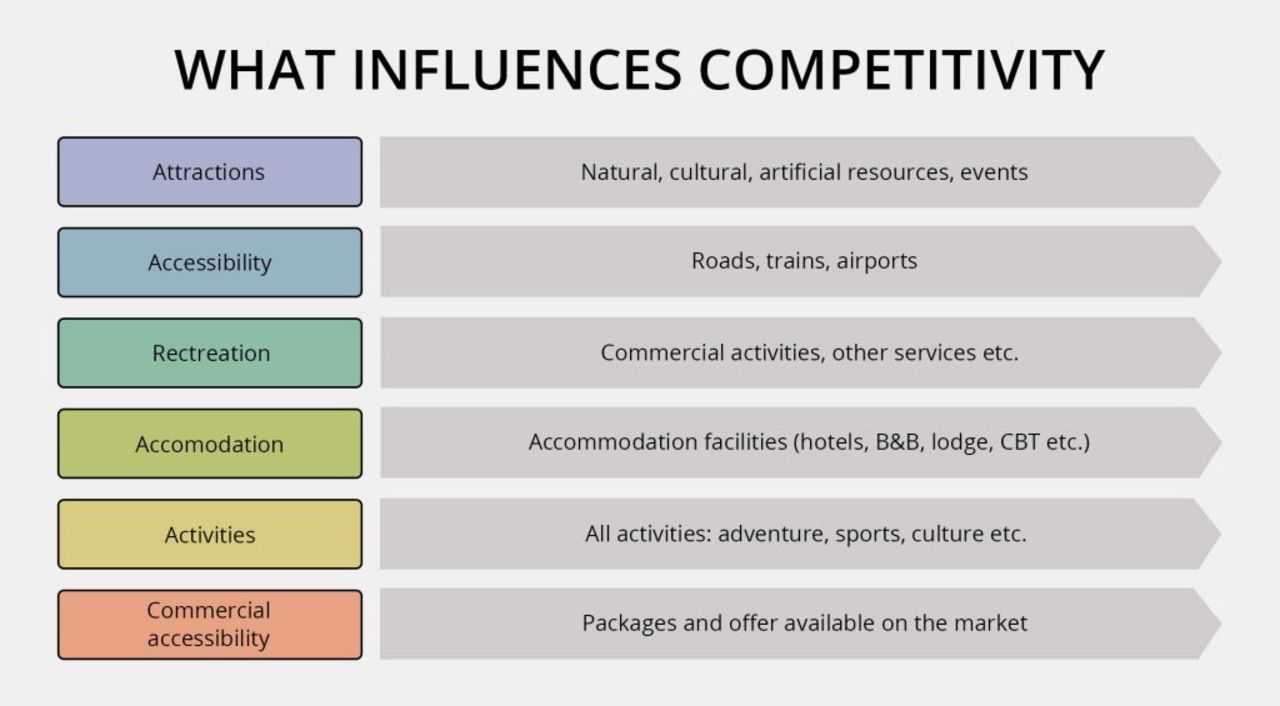 WHAT INFLUENCES COMPETITIVITY
Attractions
Natural, cultural, artificial resources, events
Accessibility
Roads, trains, airports
Rectreation
Commercial activities, other services etc.
Accomodation
Accommodation facilities (hotels, B&B, lodge, CBT etc.)
Activities
All activities: adventure, sports, culture etc.
Commercial
accessibility
Packages and offer available on the market